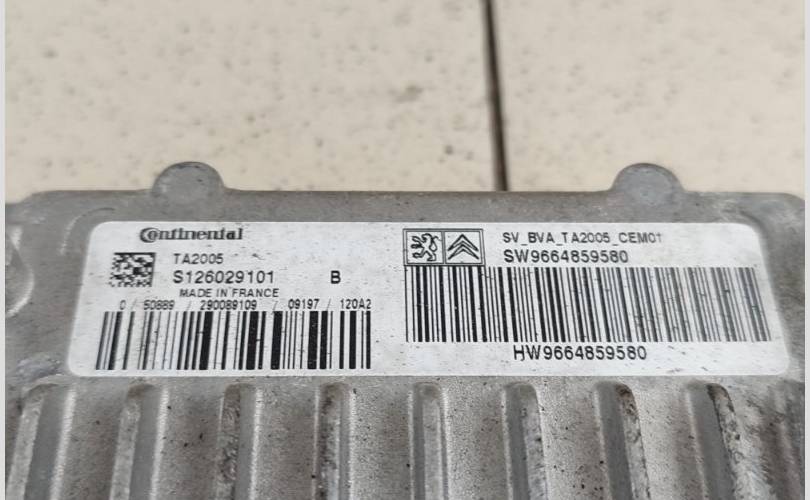 Continental
TA2005
S126029101 B
MADE IN FRANCE
0 / 50889 / 290089109 / 09197 / 120A2
SV_BVA_TA2005_CEM01
SW9664859580
HW9664859580